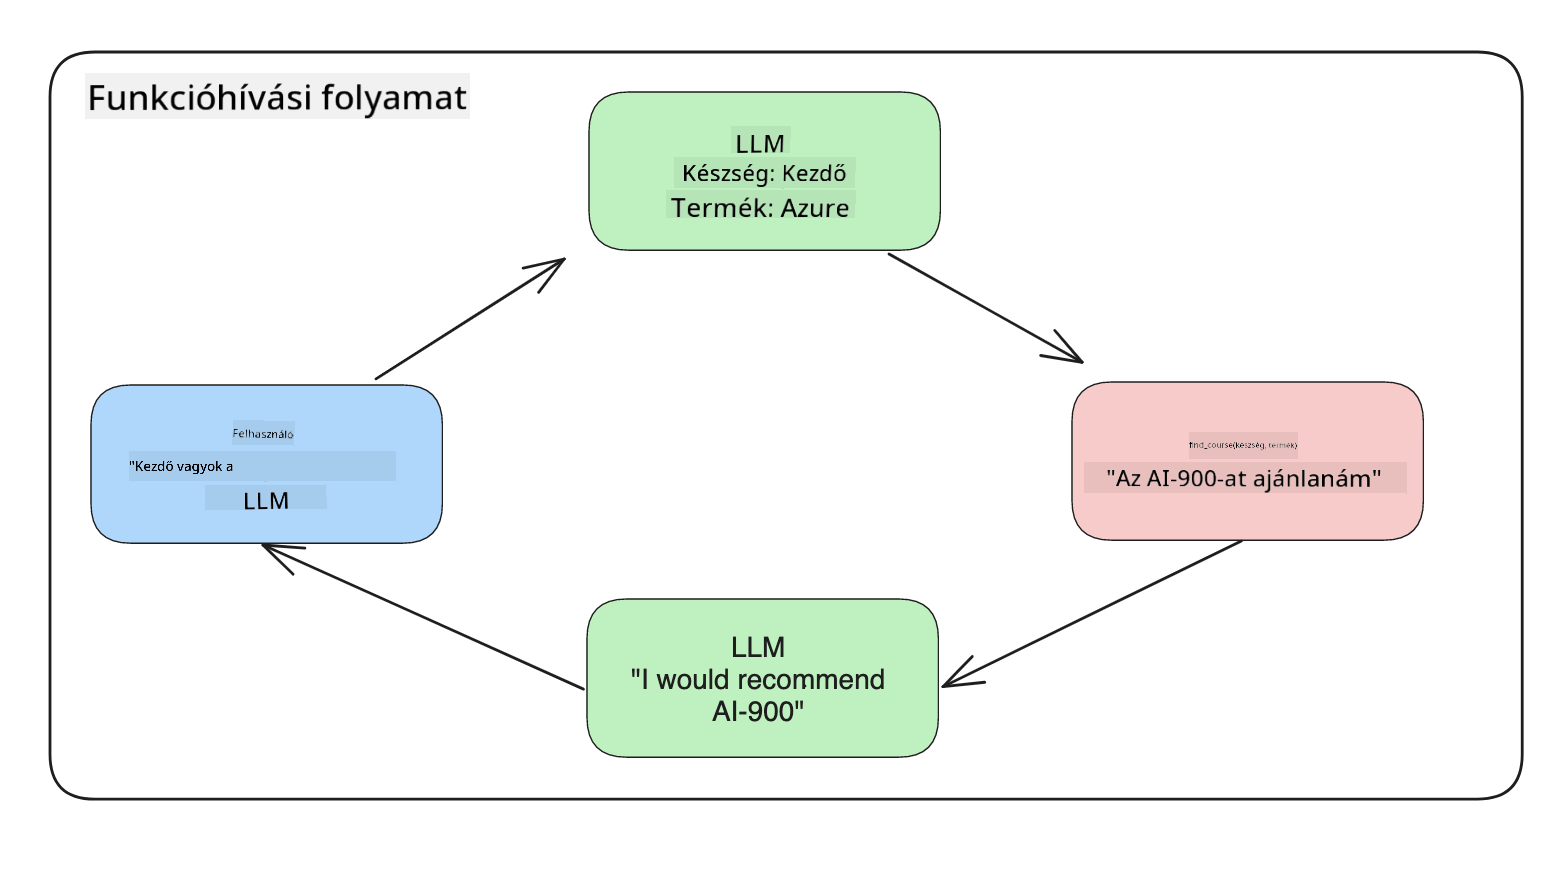 Funkcióhívási folyamat
LLM
Készség: Kezdő
Termék: Azure
Felhasználó
"Kezdő vagyok a
LLM
find_course(készség, termék)
"Az AI-900-at ajánlanám"
LLM
"I would recommend
AI-900"